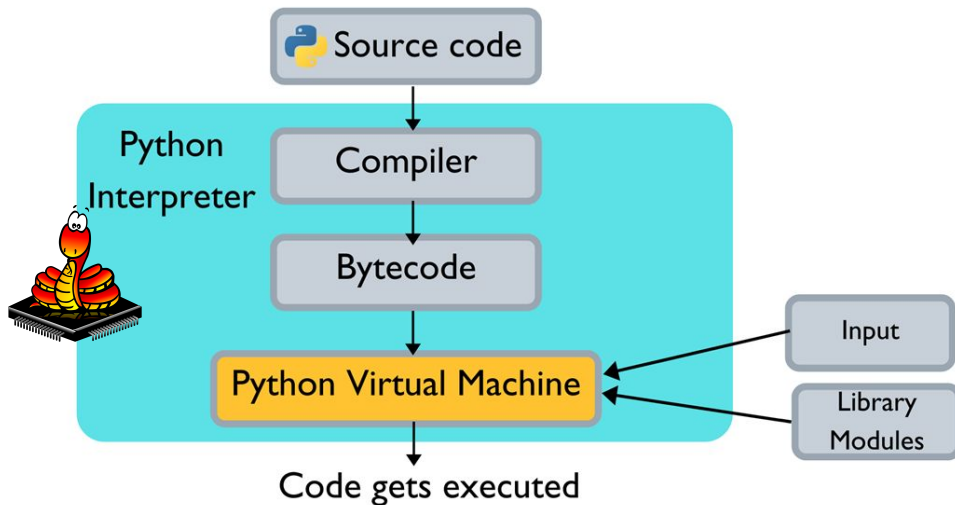 Source code
Python
Interpreter
Compiler
Bytecode
Python Virtual Machine
Input
Library
Modules
Code gets executed